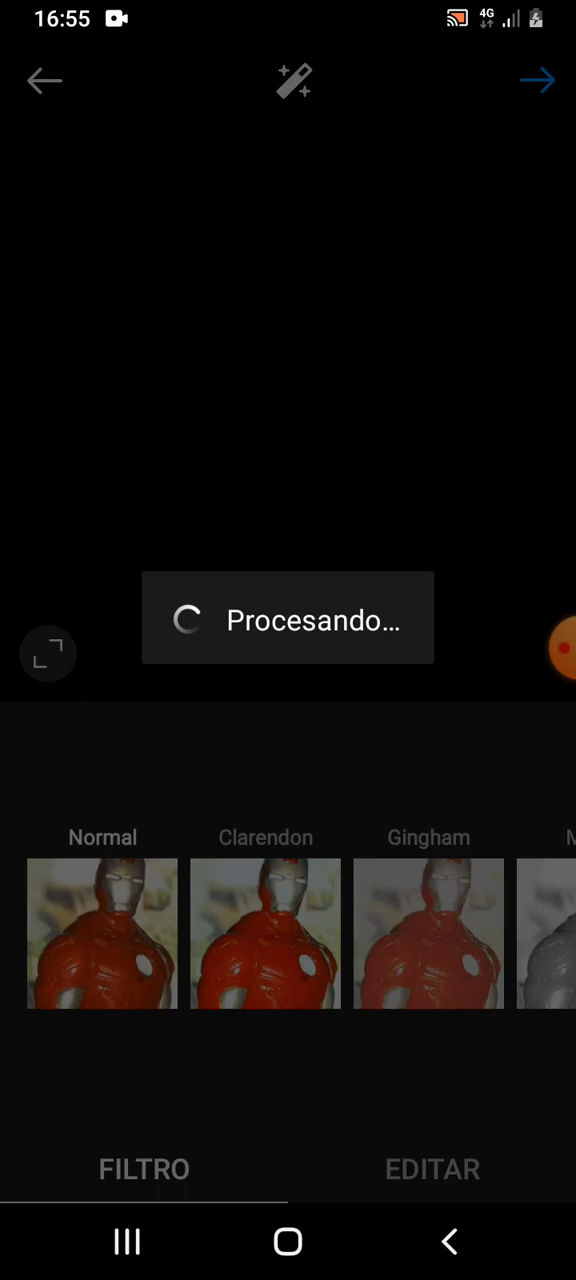 16:55
4G
Procesando...
Normal
Clarendon
Gingham
M
FILTRO
EDITAR